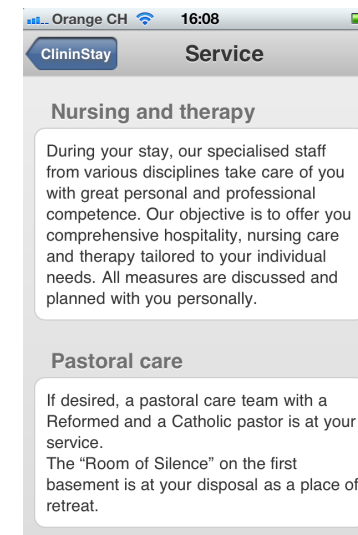 Orange CH 16:08
ClininStay Service
Nursing and therapy
During your stay, our specialised staff
from various disciplines take care of you
with great personal and professional
competence. Our objective is to offer you
comprehensive hospitality, nursing care
and therapy tailored to your individual
needs. All measures are discussed and
planned with you personally.
Pastoral care
If desired, a pastoral care team with a
Reformed and a Catholic pastor is at your
service.
The “Room of Silence” on the first
basement is at your disposal as a place of
retreat.